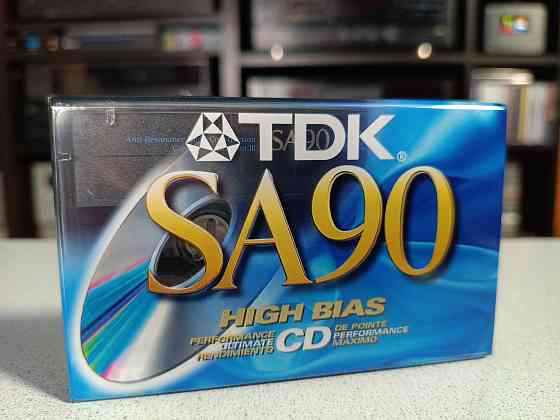 TDK®
Anti-Resonance
SA90
SA90
HIGH BIAS
PERFORMANCE CD DE POINTE
ULTIMATE PERFORMANCE
RENDIMIENTO MAXIMO